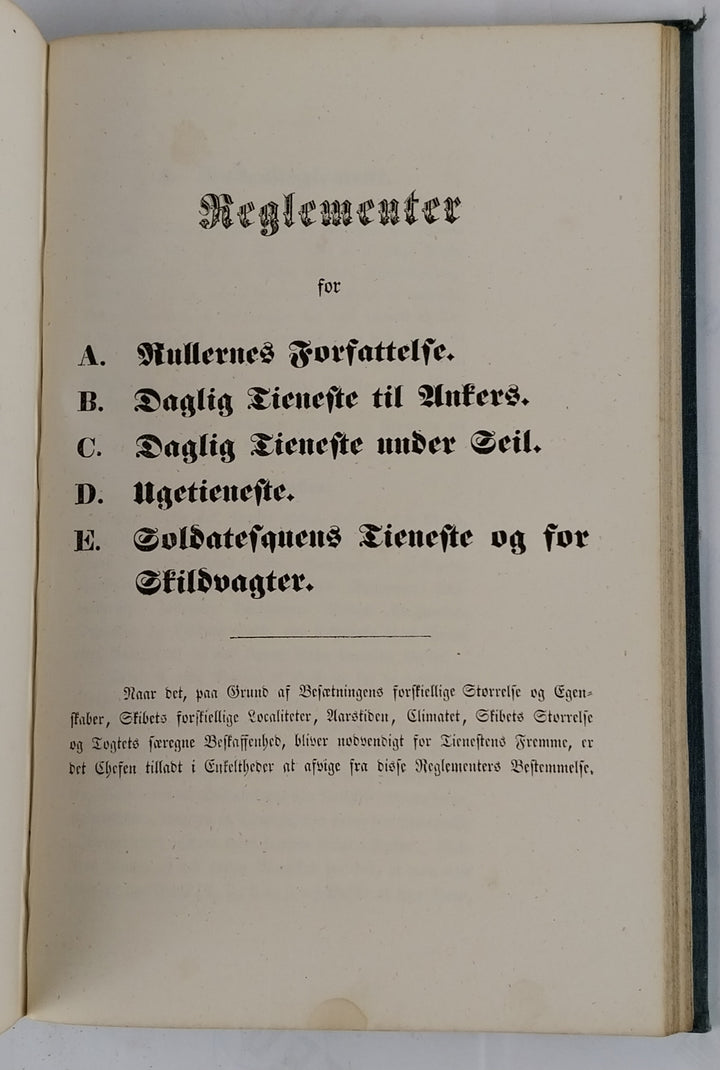 Reglementer
for
A. Rullernes Forfattelse.
B. Daglig Tieneste til Ankers.
C. Daglig Tieneste under Seil.
D. Ugetieneste.
E. Soldatesquens Tieneste og for
Skildvagter.
Naar det, paa Grund af Besætningens forskiellige Størrelse og Egen-
skaber, Skibets forskiellige Localiteter, Aarstiden, Climatet, Skibets Størrelse
og Togtets særegne Beskaffenhed, bliver nødvendigt for Tienestens Fremme, er
det Chefen tilladt i Enkeltheder at afvige fra disse Reglementers Bestemmelse.